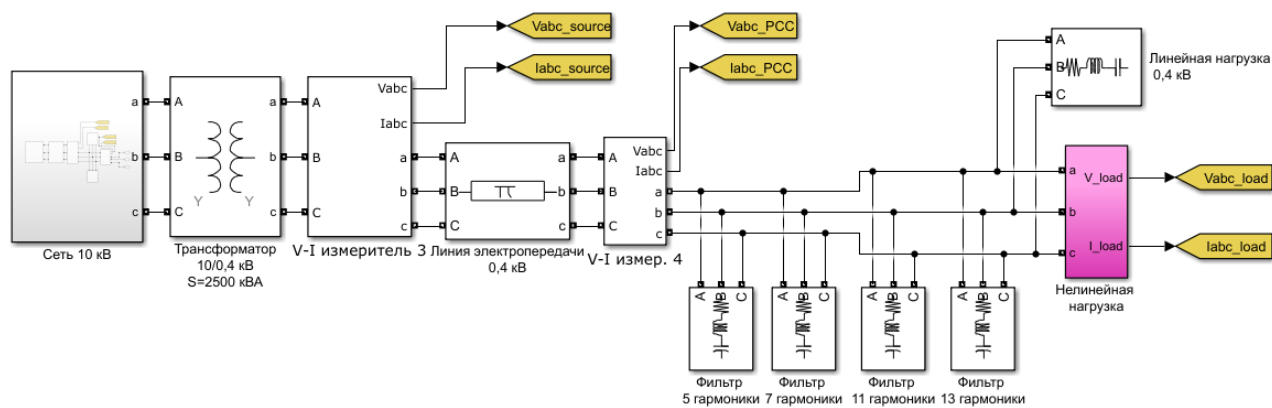 Vabc_source
Iabc_source
Vabc_PCC
Iabc_PCC
A
B
C
Линейная нагрузка
0,4 кВ
a
b
c
Сеть 10 кВ
A
B
C
Y
Y
a
b
c
Трансформатор
10/0,4 кВ
S=2500 кВА
A
B
C
Vabc
Iabc
a
b
c
V-I измеритель 3
A
B
C
a
b
c
Линия электропередачи
0,4 кВ
A
B
C
Vabc
Iabc
a
b
c
V-I измер. 4
a
b
c
V_load
I_load
Нелинейная
нагрузка
Vabc_load
Iabc_load
A
B
C
Фильтр
5 гармоники
A
B
C
Фильтр
7 гармоники
A
B
C
Фильтр
11 гармоники
A
B
C
Фильтр
13 гармоники